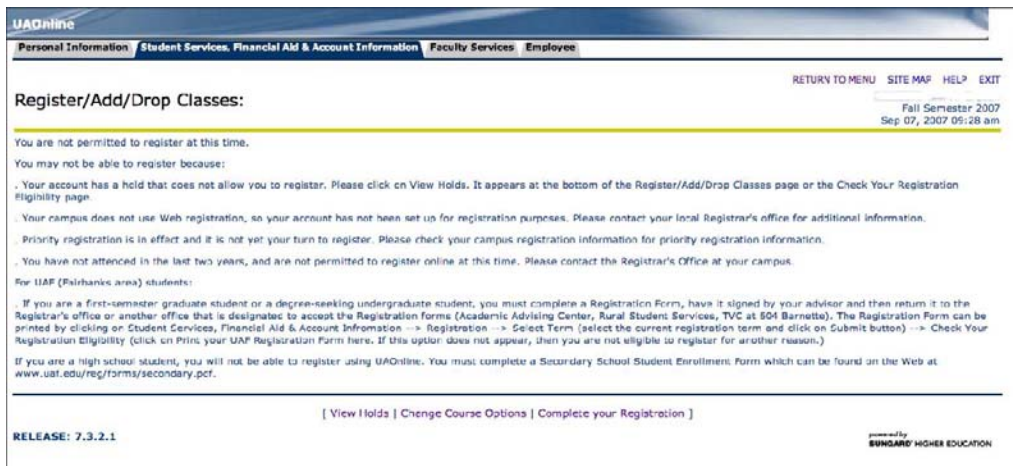 UAOnline
Personal Information Student Services, Financial Aid & Account Information Faculty Services Employee
RETURN TO MENU SITE MAP HELP EXIT
Register/Add/Drop Classes:
Fall Semester 2007
Sep 07, 2007 09:28 am
You are not permitted to register at this time.
You may not be able to register because:
. Your account has a hold that does not allow you to register. Please click on View Holds. It appears at the bottom of the Register/Add/Drop Classes page or the Check Your Registration
Eligibility page.
. Your campus does not use Web registration, so your account has not been set up for registration purposes. Please contact your local Registrar's office for additional information.
. Priority registration is in effect and it is not yet your turn to register. Please check your campus registration information for priority registration information.
. You have not attended in the last two years, and are not permitted to register online at this time. Please contact the Registrar's Office at your campus.
For UAF (Fairbanks area) students:
. If you are a first-semester graduate student or a degree-seeking undergraduate student, you must complete a Registration Form, have it signed by your advisor and then return it to the
Registrar's office or another office that is designated to accept the Registration forms (Academic Advising Center, Rural Student Services, TVC at 604 Barnette). The Registration Form can be
printed by clicking on Student Services, Financial Aid & Account Infromation --> Registration --> Select Term (select the current registration term and click on Submit button) --> Check Your
Registration Eligibility (click on Print your UAF Registration Form here. If this option does not appear, then you are not eligible to register for another reason.)
If you are a high school student, you will not be able to register using UAOnline. You must complete a Secondary School Student Enrollment Form which can be found on the Web at
www.uaf.edu/reg/forms/secondary.pdf.
[ View Holds | Change Course Options | Complete your Registration ]
RELEASE: 7.3.2.1
powered by
SUNGARD' HIGHER EDUCATION